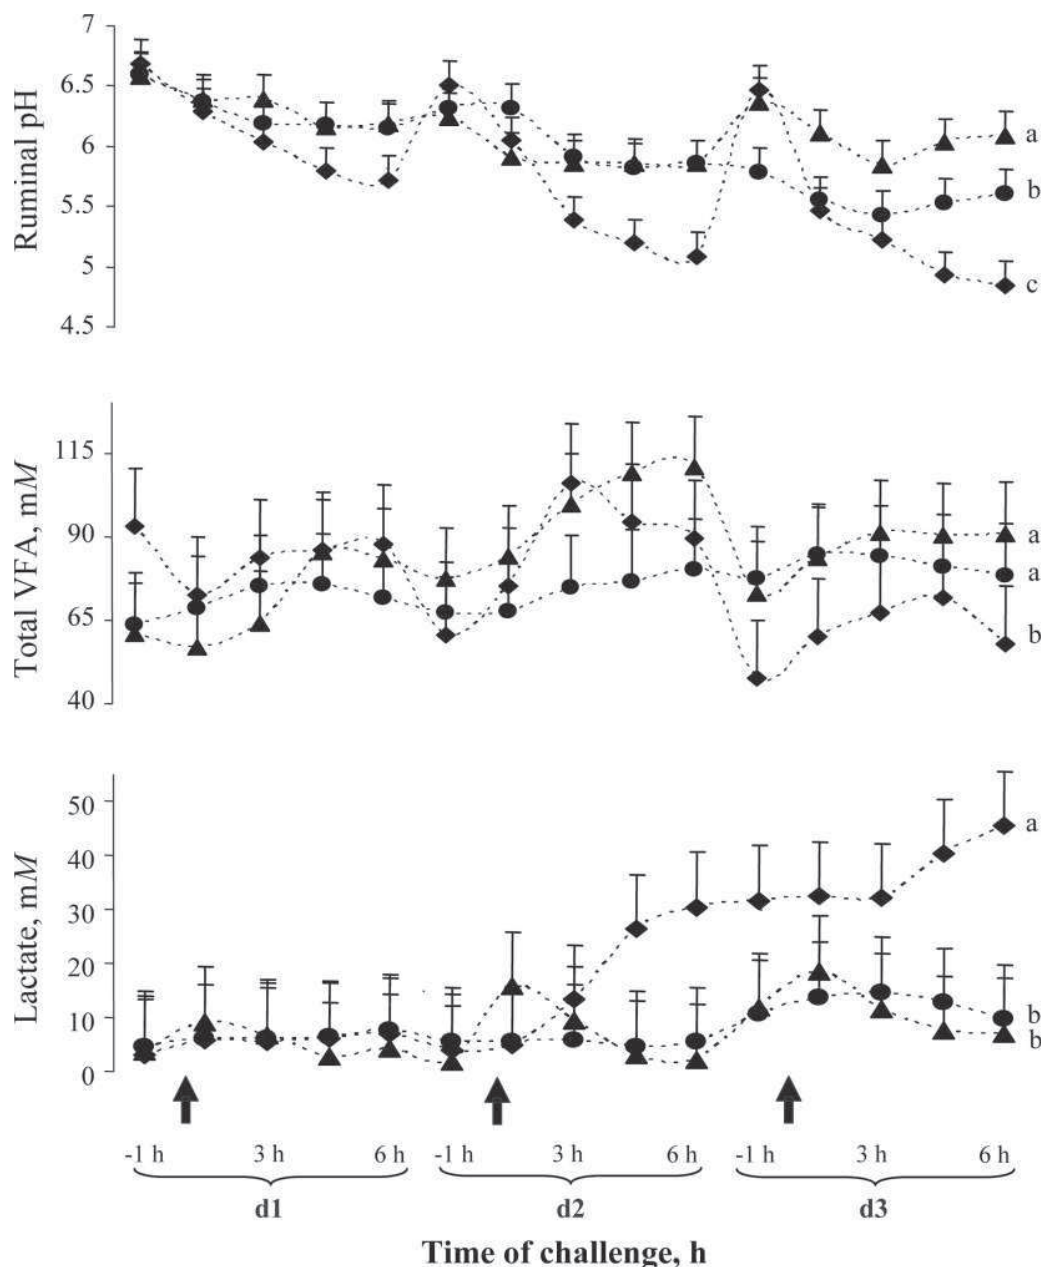 Ruminal pH
7
6.5
6
5.5
5
4.5
a
b
c
Total VFA, mM
115
90
65
40
a
a
b
Lactate, mM
50
40
30
20
10
0
a
b
b
-1 h 3 h 6 h -1 h 3 h 6 h -1 h 3 h 6 h
d1 d2 d3
Time of challenge, h